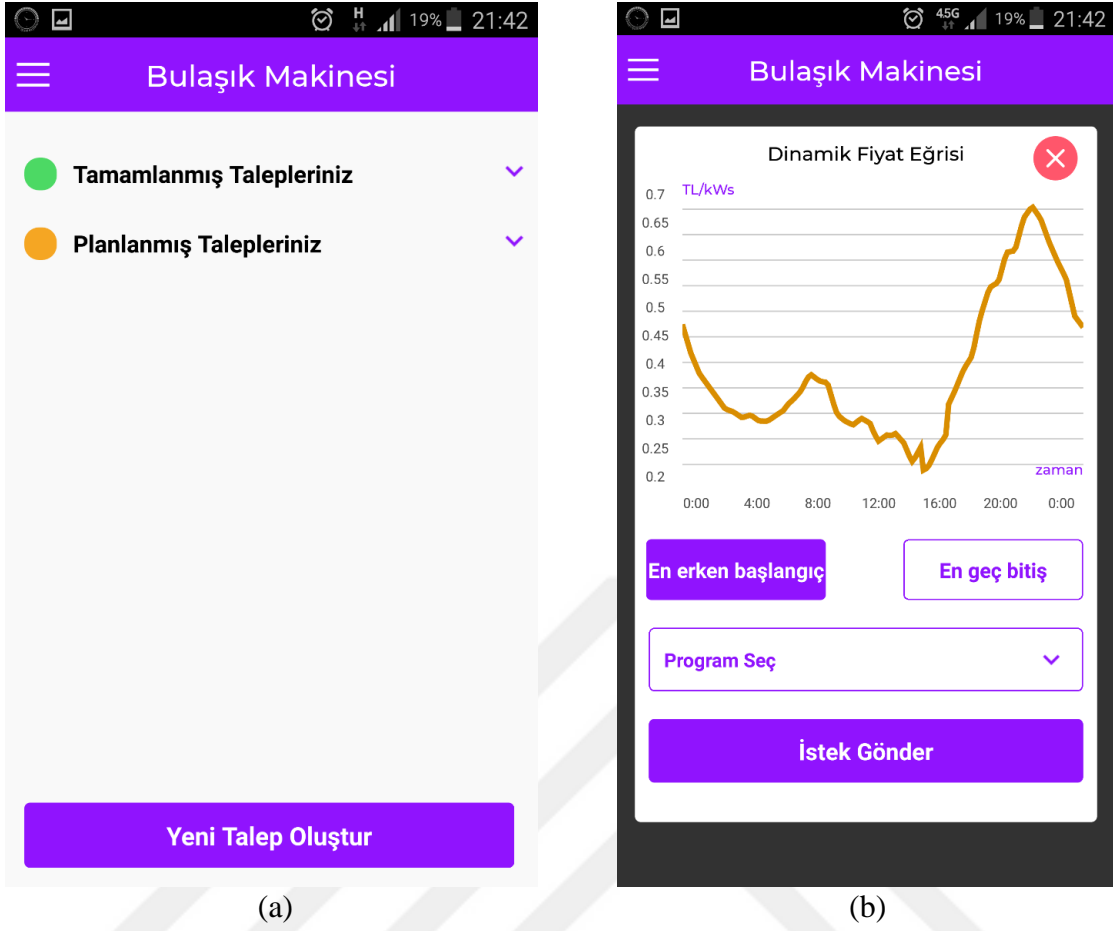 H 19% 21:42
Bulaşık Makinesi
Tamamlanmış Talepleriniz
Planlanmış Talepleriniz
Yeni Talep Oluştur
(a)
4.5G 19% 21:42
Bulaşık Makinesi
Dinamik Fiyat Eğrisi
TL/kWs
0.7
0.65
0.6
0.55
0.5
0.45
0.4
0.35
0.3
0.25
0.2
zaman
0:00 4:00 8:00 12:00 16:00 20:00 0:00
En erken başlangıç En geç bitiş
Program Seç
İstek Gönder
(b)